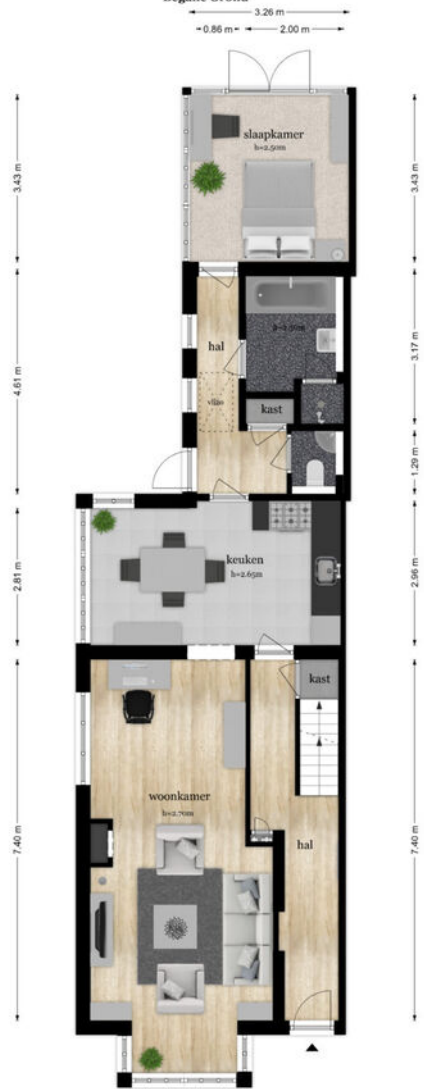 Begane Grond
3.26 m
0.86 m
2.00 m
slaapkamer
h=2.50m
3.43 m
3.43 m
hal
vlizo
kast
4.61 m
3.17 m
1.29 m
keuken
h=2.65m
2.81 m
2.96 m
kast
woonkamer
h=2.70m
hal
7.40 m
7.40 m